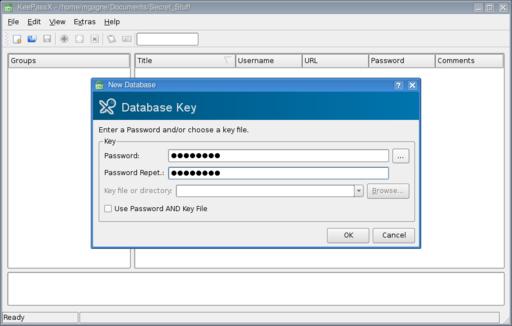 KeePassX - /home/mgagne/Documents/Secret_Stuff
File Edit View Extras Help
Groups Title Username URL Password Comments
New Database
Database Key
Enter a Password and/or choose a key file.
Key
Password: ●●●●●●●● ...
Password Repet.: ●●●●●●●●
Key file or directory: Browse...
Use Password AND Key File
OK Cancel
Ready